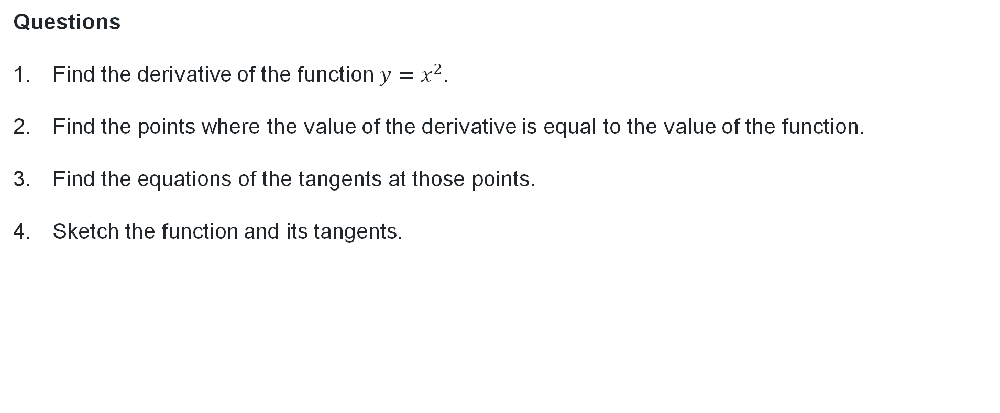 Questions
1. Find the derivative of the function y = x².
2. Find the points where the value of the derivative is equal to the value of the function.
3. Find the equations of the tangents at those points.
4. Sketch the function and its tangents.